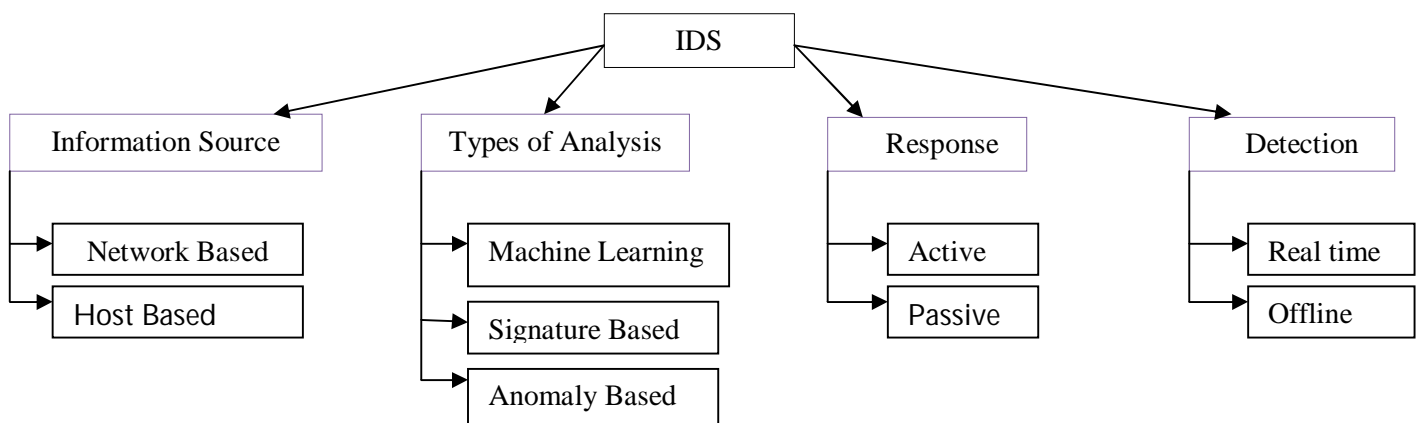 IDS
Information Source
Types of Analysis
Response
Detection
Network Based
Host Based
Machine Learning
Signature Based
Anomaly Based
Active
Passive
Real time
Offline